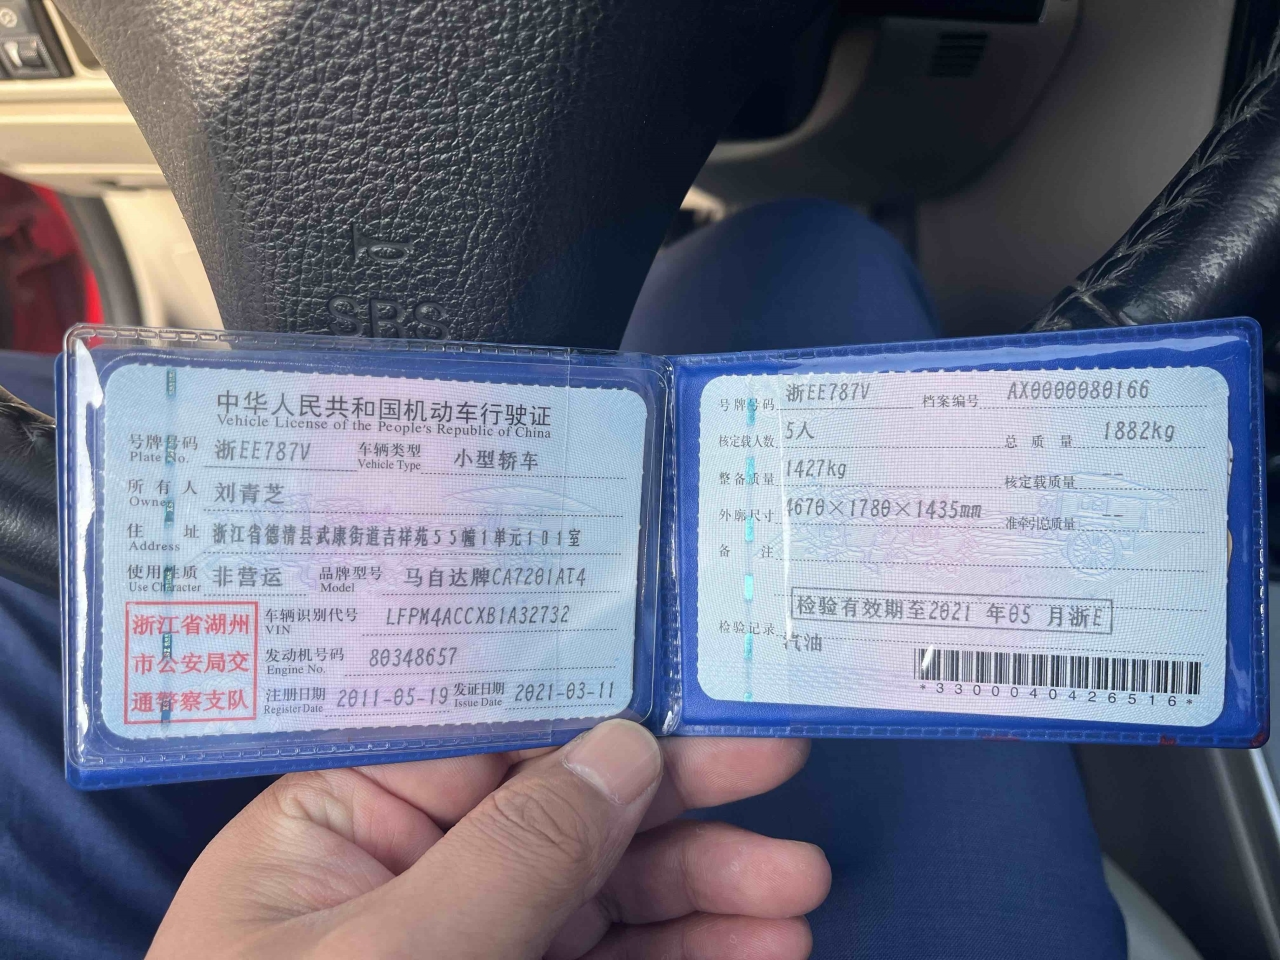 SRS
中华人民共和国机动车行驶证
Vehicle License of the People's Republic of China
号牌号码 浙EE787V 车辆类型 小型轿车
Plate No. Vehicle Type
所有人 刘青芝
Owner
住址 浙江省德清县武康街道吉祥苑55幢1单元101室
Address
使用性质 非营运 品牌型号 马自达牌CA7201AT4
Use Character Model
浙江省湖州
市公安局交
通警察支队
车辆识别代号 LFPM4ACCXB1A32732
VIN
发动机号码 80348657
Engine No.
注册日期 2011-05-19 发证日期 2021-03-11
Register Date Issue Date
号牌号码 浙EE787V 档案编号 AX0000080166
核定载人数 5人 总质量 1882kg
整备质量 1427kg 核定载质量 --
外廓尺寸 4670×1780×1435mm 准牵引总质量 --
备注
检验有效期至2021 年05 月浙E
检验记录
汽油
*3300040426516*